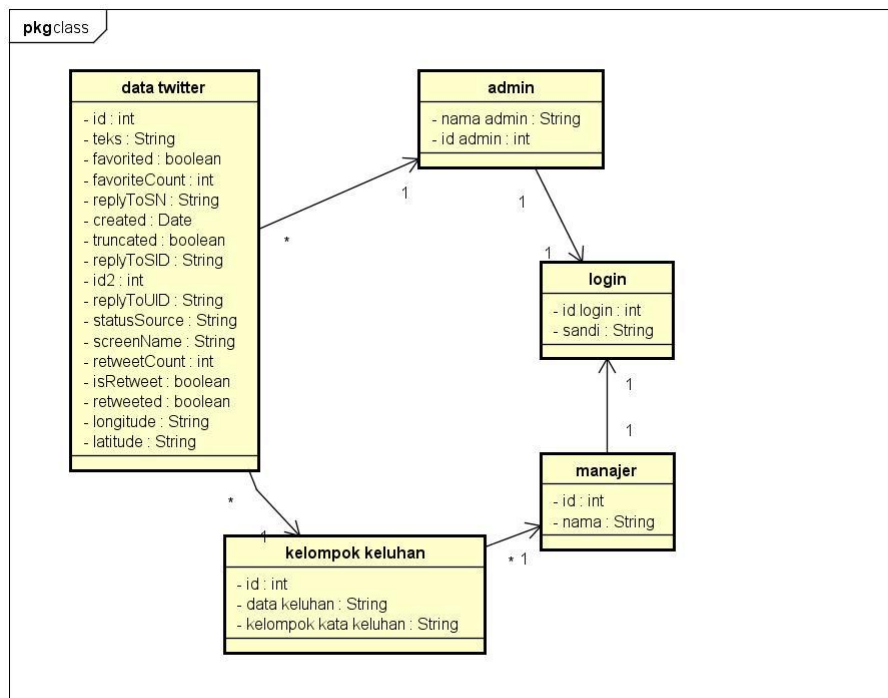 pkg class
data twitter
- id : int
- teks : String
- favorited : boolean
- favoriteCount : int
- replyToSN : String
- created : Date
- truncated : boolean
- replyToSID : String
- id2 : int
- replyToUID : String
- statusSource : String
- screenName : String
- retweetCount : int
- isRetweet : boolean
- retweeted : boolean
- longitude : String
- latitude : String
admin
- nama admin : String
- id admin : int
1
*
1
1
login
- id login : int
- sandi : String
1
1
manajer
- id : int
- nama : String
*
1
* 1
kelompok keluhan
- id : int
- data keluhan : String
- kelompok kata keluhan : String